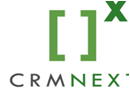 [ ] X
CRMNEXT